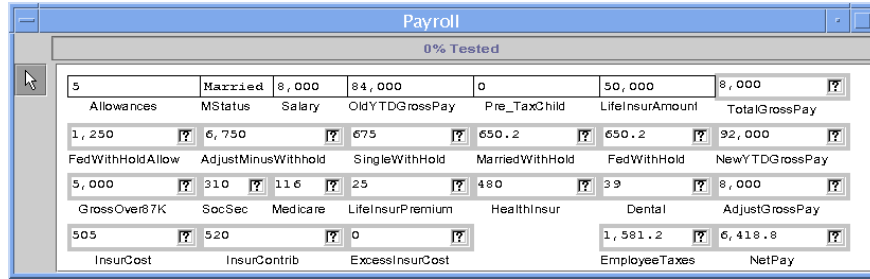 Payroll
0% Tested
5 Married 8,000 84,000 0 50,000 8,000 ?
Allowances MStatus Salary OldYTDGrossPay Pre_TaxChild LifeInsurAmount TotalGrossPay
1,250 ? 6,750 ? 675 ? 650.2 ? 650.2 ? 92,000 ?
FedWithHoldAllow AdjustMinusWithhold SingleWithHold MarriedWithHold FedWithHold NewYTDGrossPay
5,000 ? 310 ? 116 ? 25 ? 480 ? 39 ? 8,000 ?
GrossOver87K SocSec Medicare LifeInsurPremium HealthInsur Dental AdjustGrossPay
505 ? 520 ? 0 ? 1,581.2 ? 6,418.8 ?
InsurCost InsurContrib ExcessInsurCost EmployeeTaxes NetPay